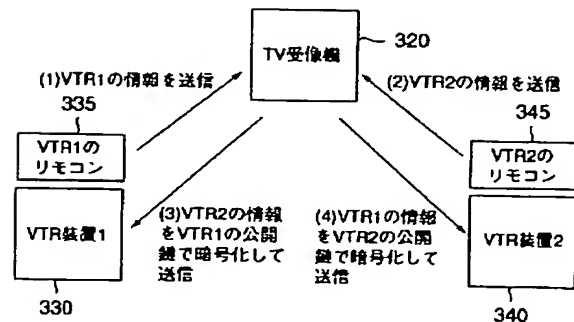 TV受像機
320
(1)VTR1の情報を送信
(2)VTR2の情報を送信
335
345
VTR1の
リモコン
VTR2の
リモコン
VTR装置1
(3)VTR2の情報
をVTR1の公開
鍵で暗号化して
送信
(4)VTR1の情報
をVTR2の公開
鍵で暗号化して
送信
VTR装置2
330
340